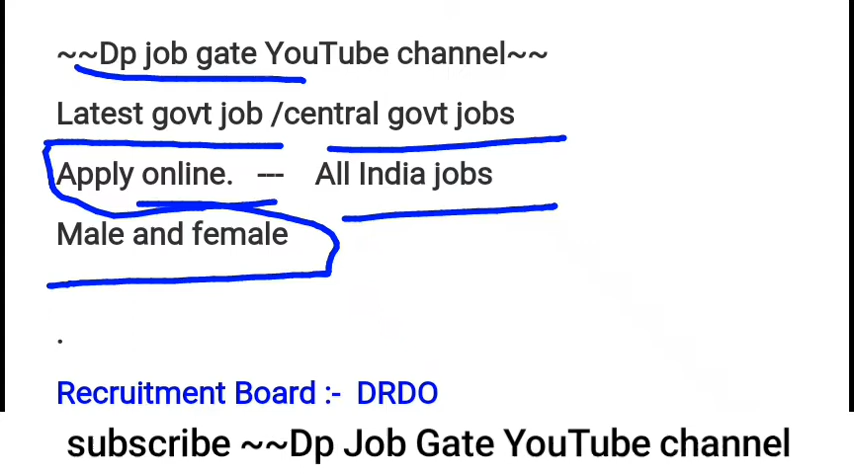 ~~Dp job gate YouTube channel~~
Latest govt job /central govt jobs
Apply online. --- All India jobs
Male and female
.
Recruitment Board :- DRDO
subscribe ~~Dp Job Gate YouTube channel